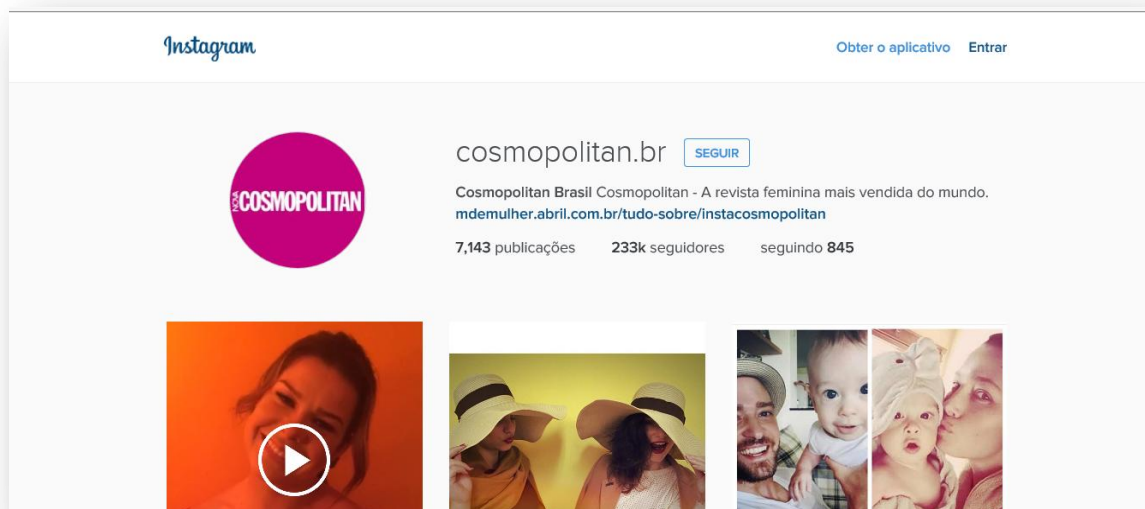 Instagram
Obter o aplicativo Entrar
NOVA COSMOPOLITAN
cosmopolitan.br SEGUIR
Cosmopolitan Brasil Cosmopolitan - A revista feminina mais vendida do mundo.
mdemulher.abril.com.br/tudo-sobre/instacosmopolitan
7,143 publicações 233k seguidores seguindo 845